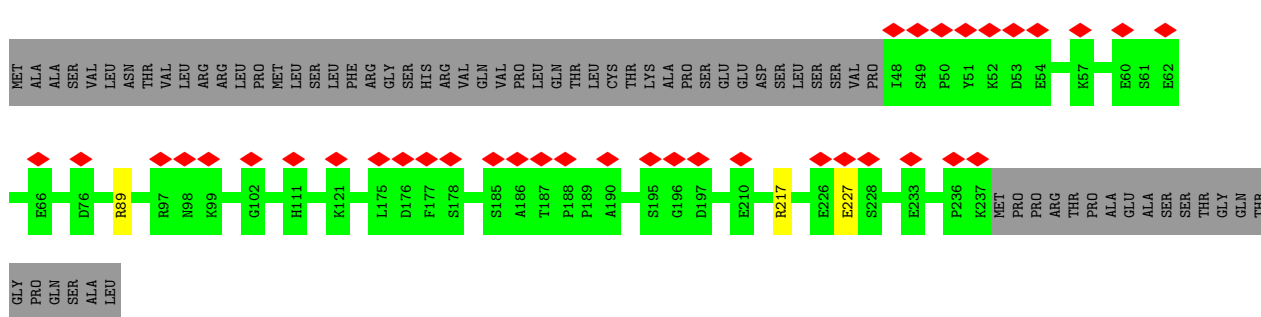 MET ALA ALA SER VAL LEU ASN THR VAL LEU ARG ARG LEU PRO MET LEU SER LEU PHE ARG GLY SER HIS ARG VAL GLN VAL PRO LEU GLN THR LEU CYS THR LYS ALA PRO SER GLU GLU ASP SER LEU SER SER VAL PRO I48 S49 P50 Y51 K52 D53 E54 K57 E60 S61 E62
E66 D76 R89 R97 N98 K99 G102 H111 K121 L175 D176 F177 S178 S185 A186 T187 P188 P189 A190 S195 G196 D197 E210 R217 E226 E227 S228 E233 P236 K237 MET PRO PRO ARG THR PRO ALA GLU ALA SER SER THR GLY GLN THR
GLY PRO GLN SER ALA LEU